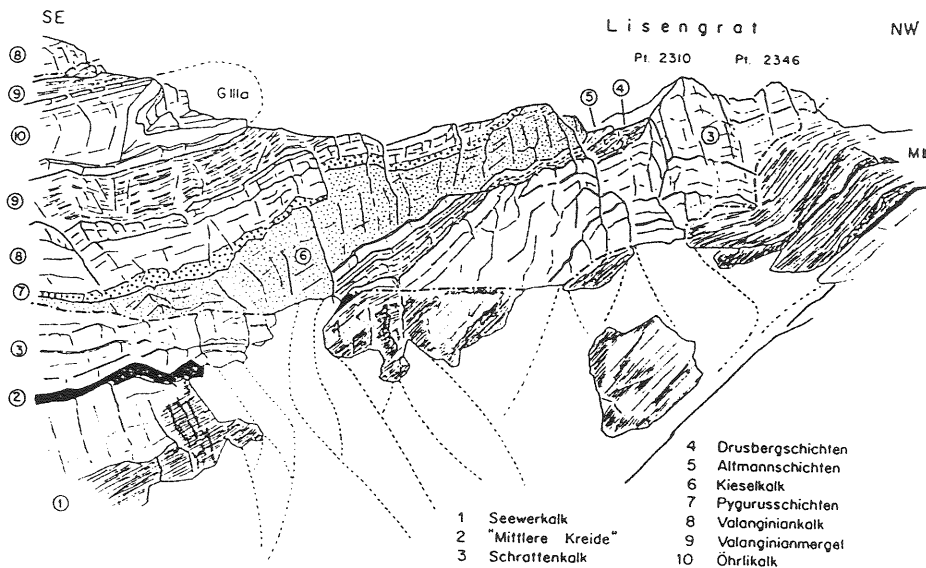 SE
Lisengrat
NW
Pt. 2310 Pt. 2346
8
9
10
9
8
7
3
2
1
6
5
4
3
1 Seewerkalk
2 "Mittlere Kreide"
3 Schrattenkalk
4 Drusbergschichten
5 Altmannschichten
6 Kieselkalk
7 Pygurusschichten
8 Valanginiankalk
9 Valanginianmergel
10 Öhrlikalk